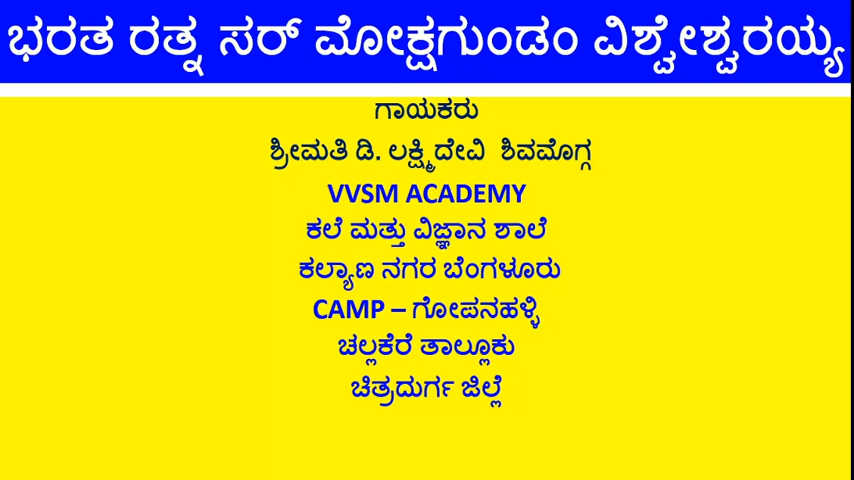 ಭರತ ರತ್ನ ಸರ್ ಮೋಕ್ಷಗುಂಡಂ ವಿಶ್ವೇಶ್ವರಯ್ಯ
ಗಾಯಕರು
ಶ್ರೀಮತಿ ಡಿ. ಲಕ್ಷ್ಮಿದೇವಿ ಶಿವಮೊಗ್ಗ
VVSM ACADEMY
ಕಲೆ ಮತ್ತು ವಿಜ್ಞಾನ ಶಾಲೆ
ಕಲ್ಯಾಣ ನಗರ ಬೆಂಗಳೂರು
CAMP – ಗೋಪನಹಳ್ಳಿ
ಚಲ್ಲಕೆರೆ ತಾಲ್ಲೂಕು
ಚಿತ್ರದುರ್ಗ ಜಿಲ್ಲೆ